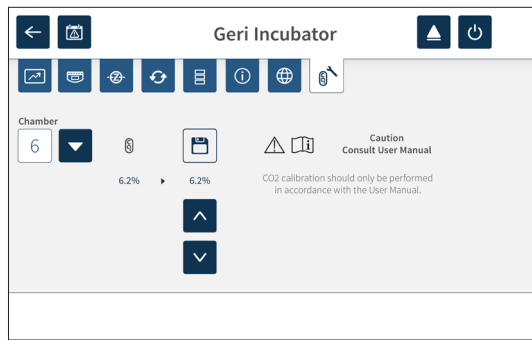 Geri Incubator
Chamber
6
6.2%
6.2%
Caution
Consult User Manual
CO2 calibration should only be performed
in accordance with the User Manual.